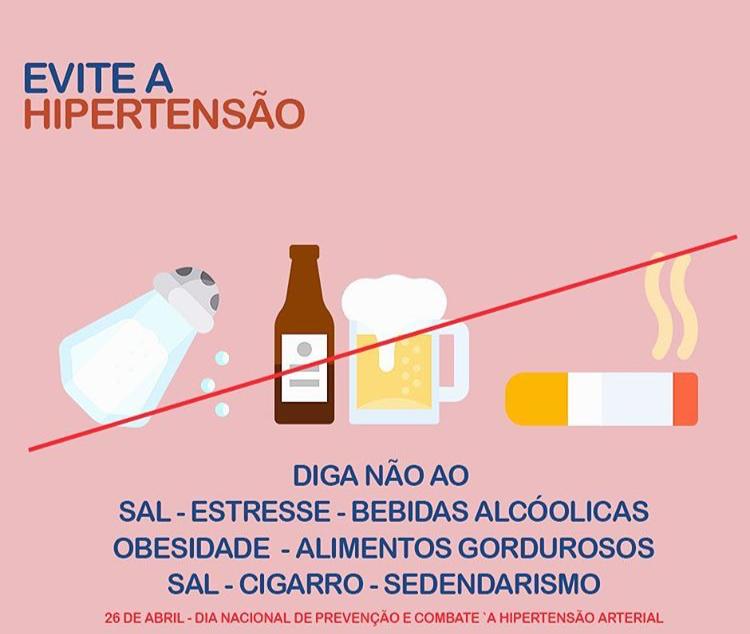 EVITE A
HIPERTENSÃO
DIGA NÃO AO
SAL - ESTRESSE - BEBIDAS ALCÓOLICAS
OBESIDADE - ALIMENTOS GORDUROSOS
SAL - CIGARRO - SEDENDARISMO
26 DE ABRIL - DIA NACIONAL DE PREVENÇÃO E COMBATE `A HIPERTENSÃO ARTERIAL